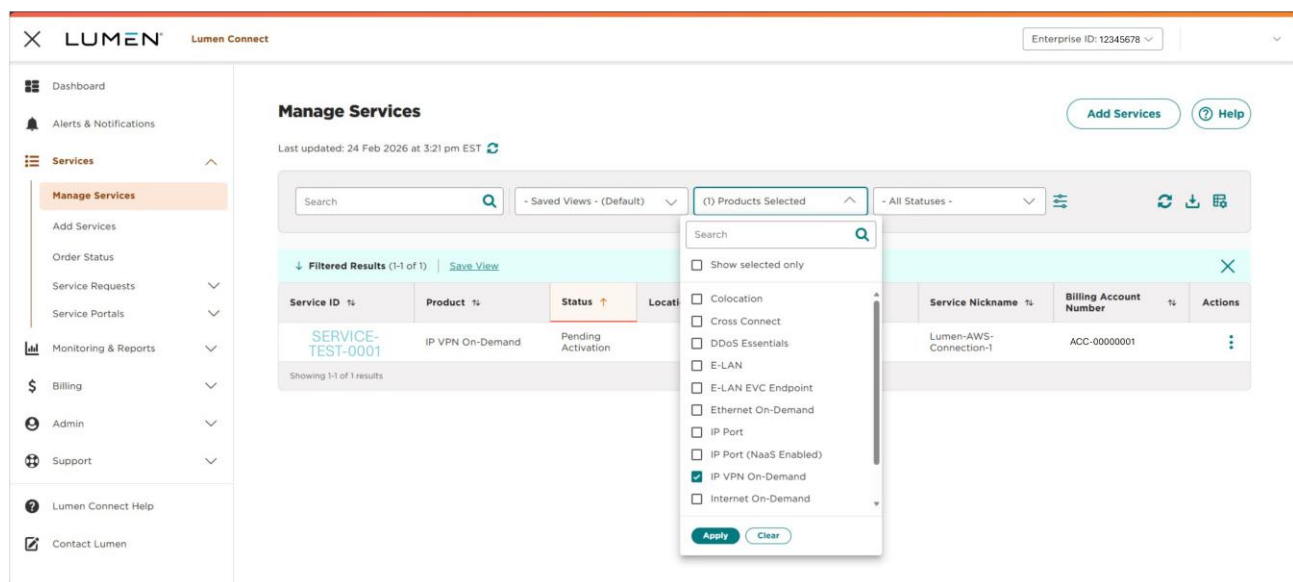 LUMEN® Lumen Connect Enterprise ID: 12345678
Dashboard
Alerts & Notifications
Services
Manage Services
Add Services
Order Status
Service Requests
Service Portals
Monitoring & Reports
Billing
Admin
Support
Lumen Connect Help
Contact Lumen
Manage Services
Add Services
Help
Last updated: 24 Feb 2026 at 3:21 pm EST
Search
- Saved Views - (Default)
(1) Products Selected
- All Statuses -
Filtered Results (1-1 of 1) Save View
Service ID Product Status Locati Service Nickname Billing Account Number Actions
SERVICE-TEST-0001 IP VPN On-Demand Pending Activation Lumen-AWS-Connection-1 ACC-00000001
Showing 1-1 of 1 results
Search
Show selected only
Colocation
Cross Connect
DDoS Essentials
E-LAN
E-LAN EVC Endpoint
Ethernet On-Demand
IP Port
IP Port (NaaS Enabled)
IP VPN On-Demand
Internet On-Demand
Apply Clear